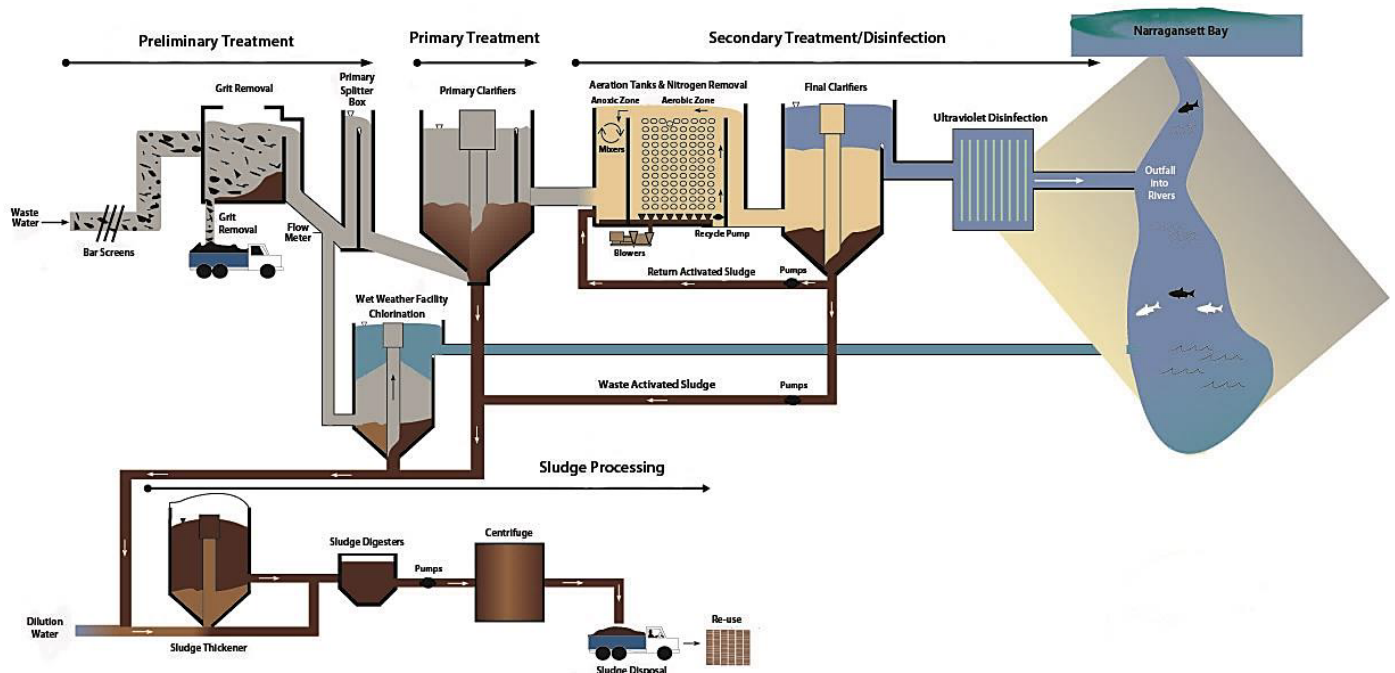 Preliminary Treatment
Primary Treatment
Secondary Treatment/Disinfection
Narragansett Bay
Grit Removal
Primary
Splitter
Box
Primary Clarifiers
Aeration Tanks & Nitrogen Removal
Anoxic Zone
Aerobic Zone
Final Clarifiers
Ultraviolet Disinfection
Mixers
Outfall
into
Rivers
Waste
Water
Bar Screens
Grit
Removal
Flow
Meter
Blowers
Recycle Pump
Return Activated Sludge
Pumps
Wet Weather Facility
Chlorination
Waste Activated Sludge
Pumps
Sludge Processing
Sludge Digesters
Pumps
Centrifuge
Dilution
Water
Sludge Thickener
Re-use
Sludge Disposal